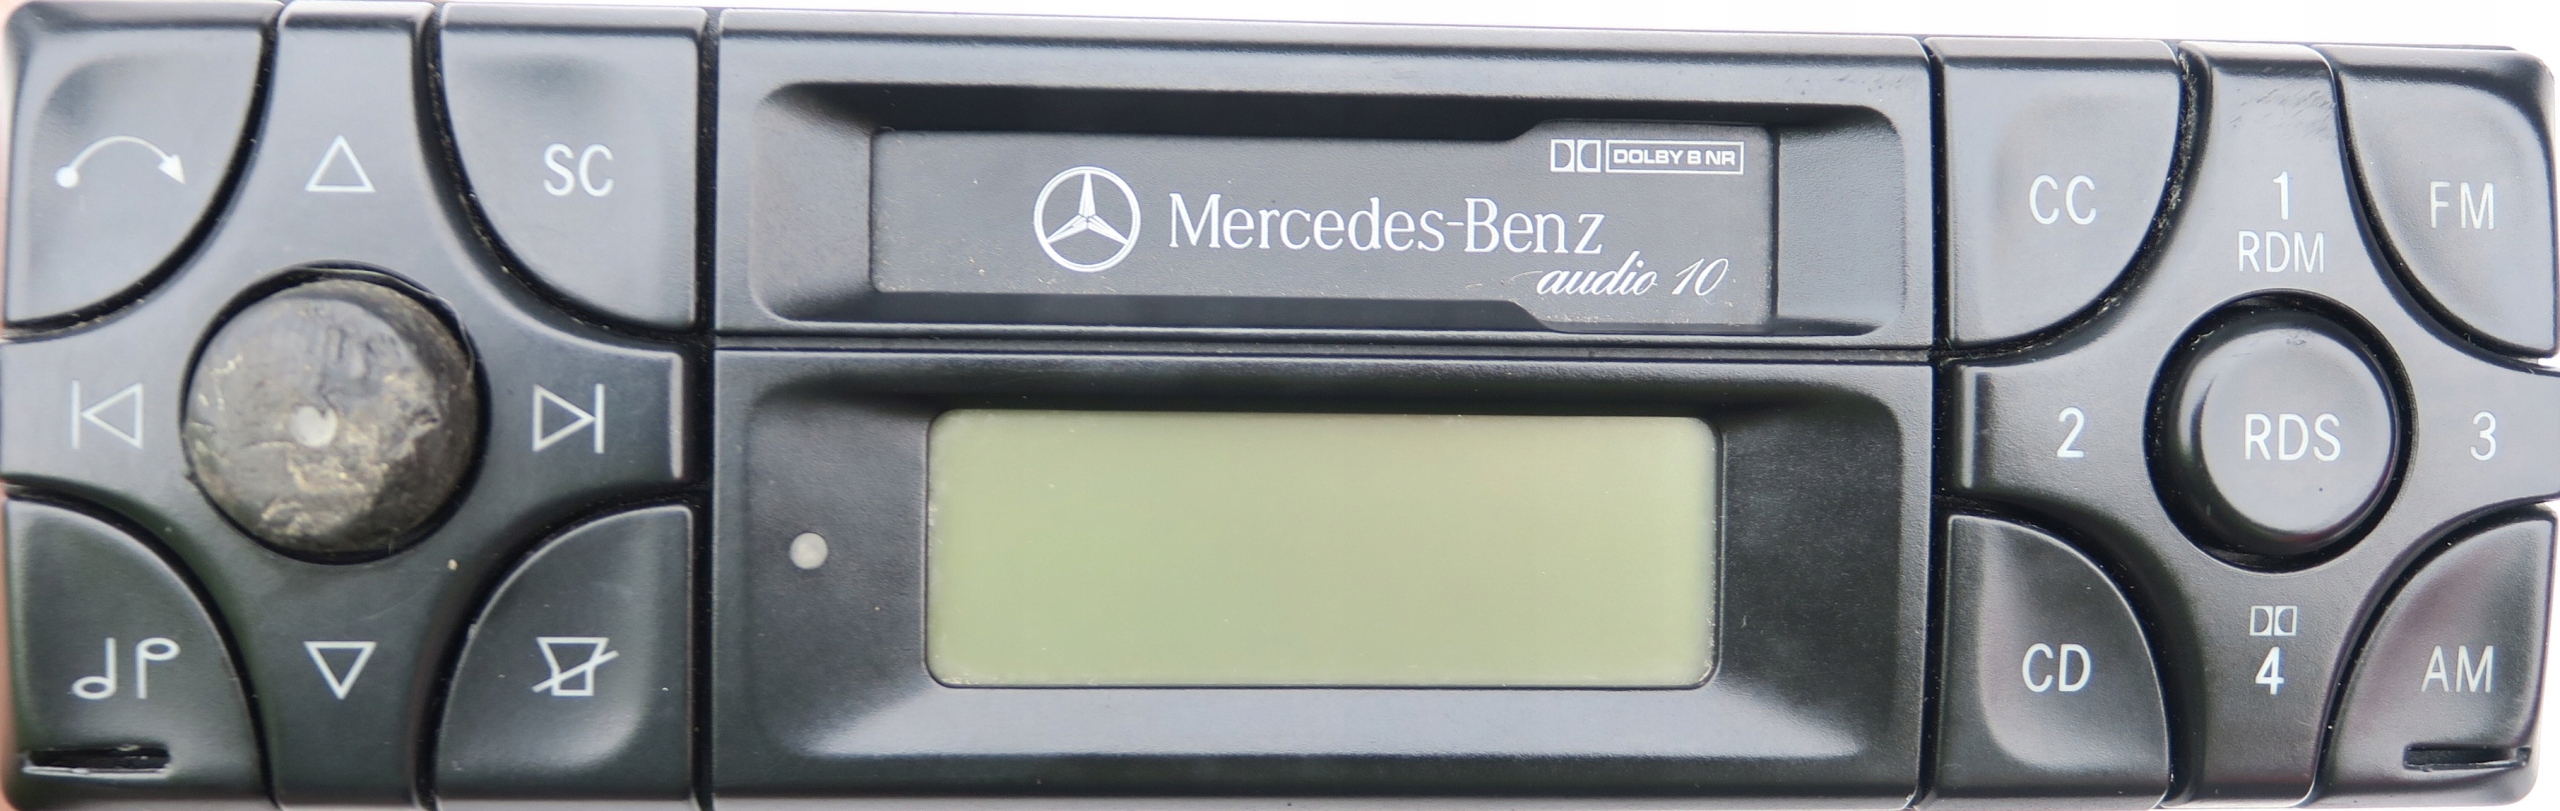 SC
DOLBY B NR
Mercedes-Benz
audio 10
CC
1
RDM
FM
2
RDS
3
CD
4
AM